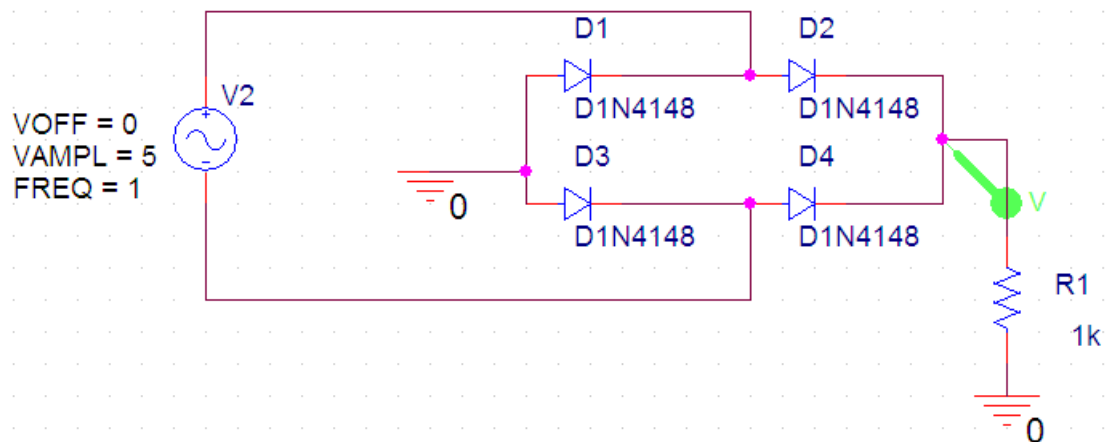 V2
+
-
VOFF = 0
VAMPL = 5
FREQ = 1
D1
D1N4148
D2
D1N4148
0
D3
D1N4148
D4
D1N4148
V
R1
1k
0